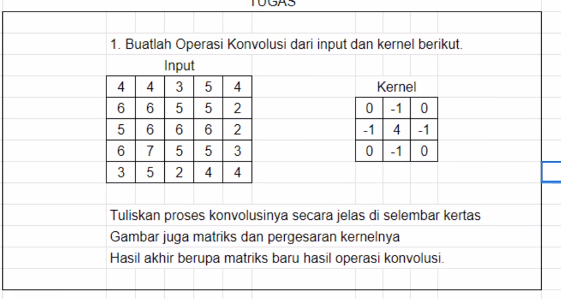 TUGAS
1. Buatlah Operasi Konvolusi dari input dan kernel berikut.
Input
Kernel
4 4 3 5 4
6 6 5 5 2 0 -1 0
5 6 6 6 2 -1 4 -1
6 7 5 5 3 0 -1 0
3 5 2 4 4
Tuliskan proses konvolusinya secara jelas di selembar kertas
Gambar juga matriks dan pergesaran kernelnya
Hasil akhir berupa matriks baru hasil operasi konvolusi.